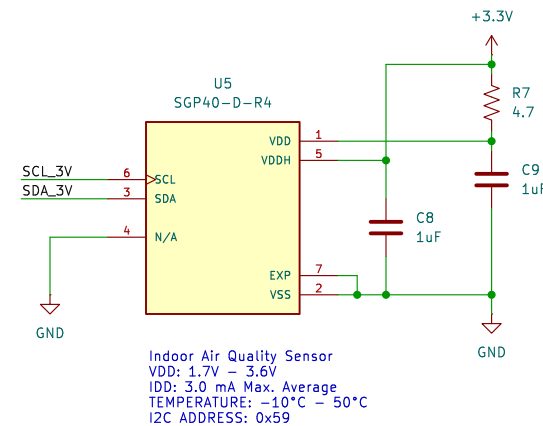 +3.3V
U5
SGP40-D-R4
R7
4.7
VDD 1
VDDH 5
SCL_3V 6 SCL
SDA_3V 3 SDA
C9
1uF
C8
1uF
4 N/A
EXP 7
VSS 2
GND
GND
Indoor Air Quality Sensor
VDD: 1.7V - 3.6V
IDD: 3.0 mA Max. Average
TEMPERATURE: -10°C - 50°C
I2C ADDRESS: 0x59